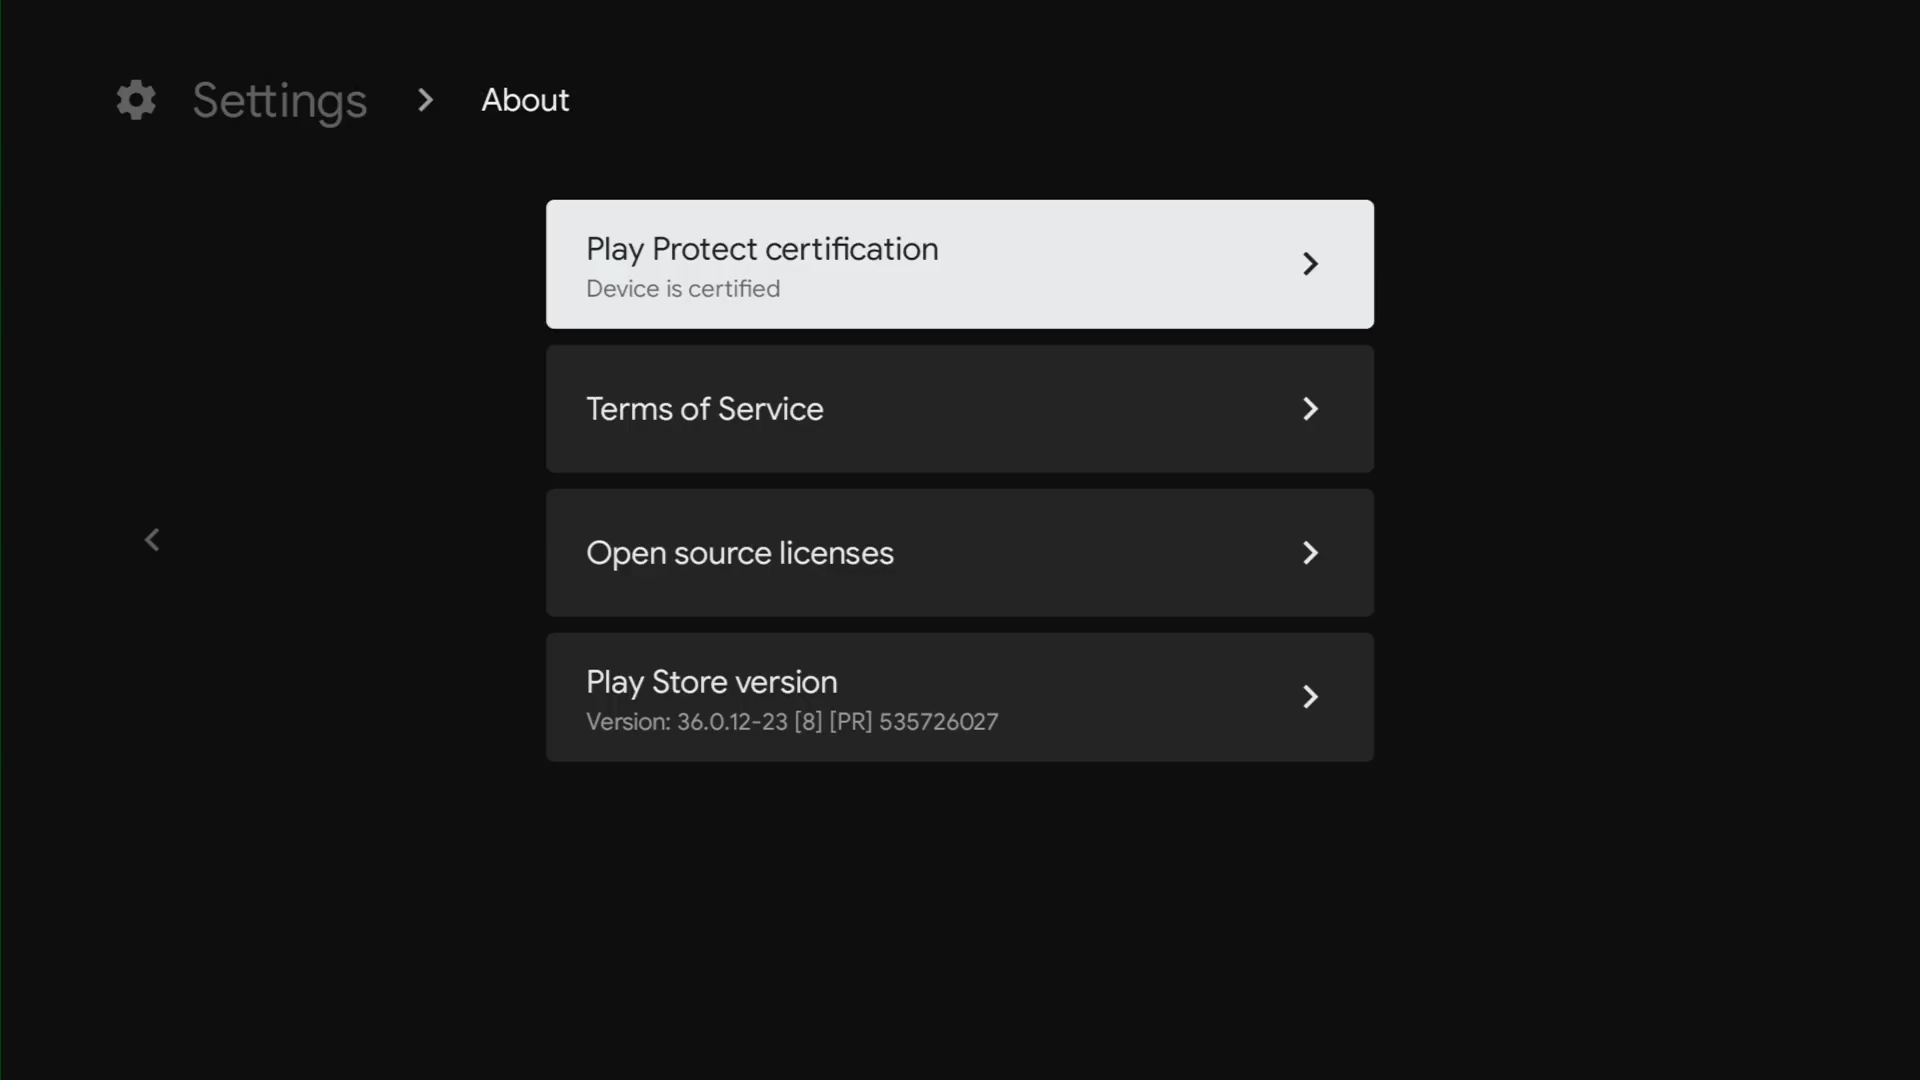 Settings
About
Play Protect certification
Device is certified
Terms of Service
Open source licenses
Play Store version
Version: 36.0.12-23 [8] [PR] 535726027